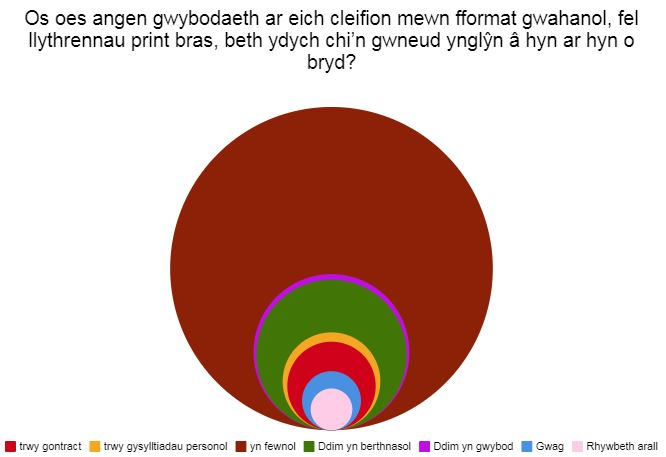 Os oes angen gwybodaeth ar eich cleifion mewn fformat gwahanol, fel
llythrennau print bras, beth ydych chi’n gwneud ynglŷn â hyn ar hyn o
bryd?
trwy gontract trwy gysylltiadau personol yn fewnol Ddim yn berthnasol Ddim yn gwybod Gwag Rhywbeth arall